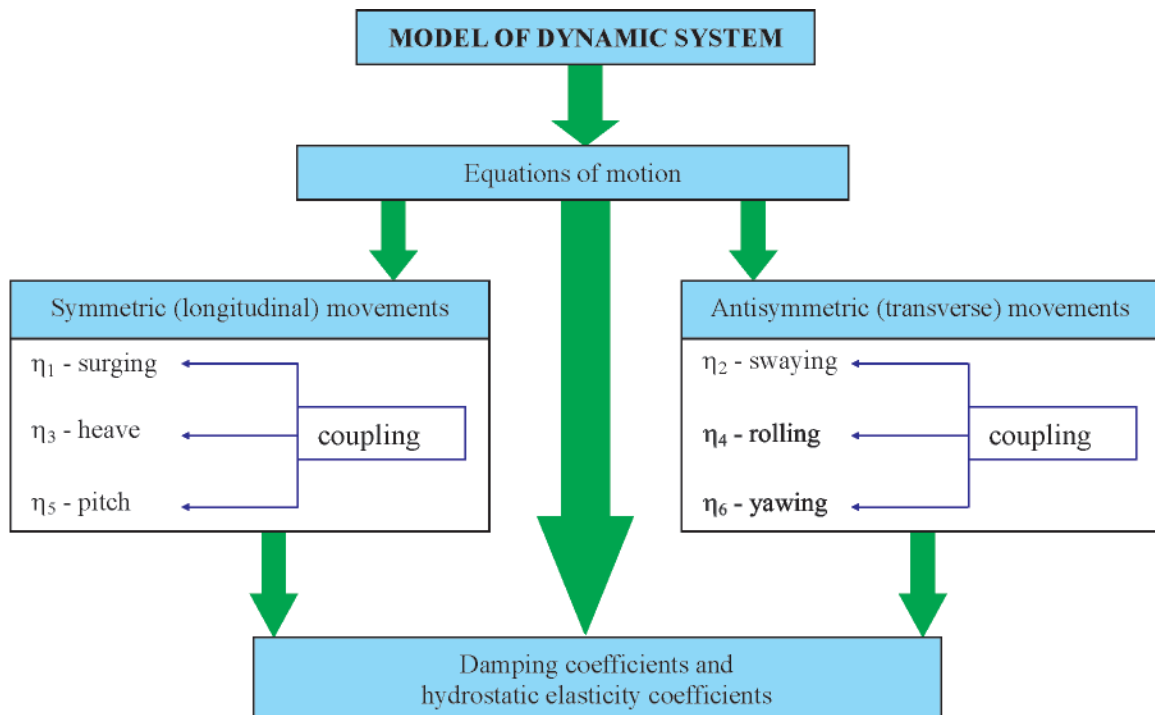 MODEL OF DYNAMIC SYSTEM
Equations of motion
Symmetric (longitudinal) movements
η₁ - surging
η₃ - heave
coupling
η₅ - pitch
Antisymmetric (transverse) movements
η₂ - swaying
η₄ - rolling
coupling
η₆ - yawing
Damping coefficients and
hydrostatic elasticity coefficients